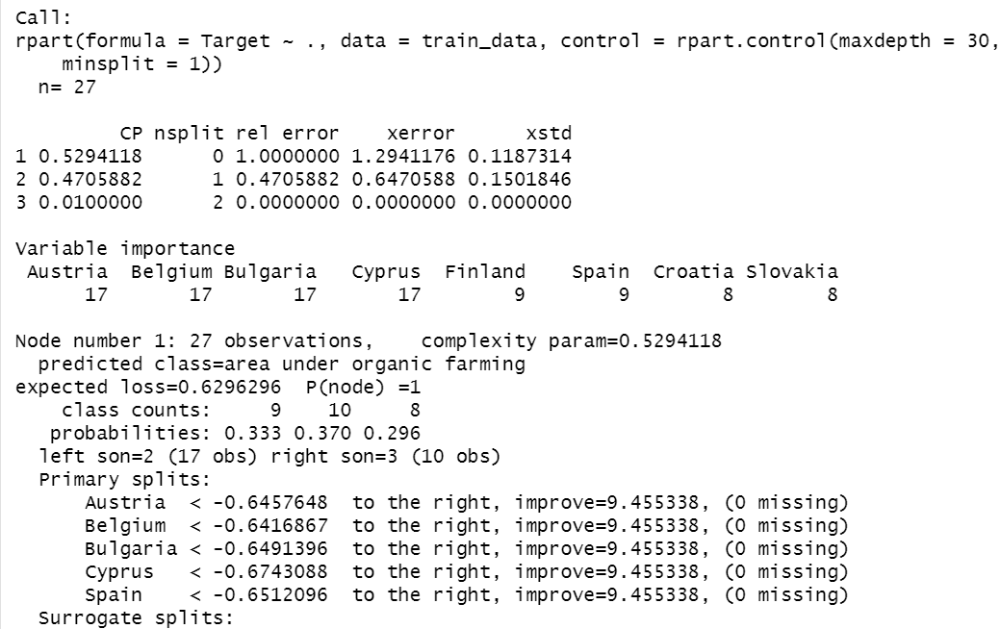 Call:
rpart(formula = Target ~ ., data = train_data, control = rpart.control(maxdepth = 30,
    minsplit = 1))
  n= 27

         CP nsplit rel error    xerror      xstd
1 0.5294118      0 1.0000000 1.2941176 0.1187314
2 0.4705882      1 0.4705882 0.6470588 0.1501846
3 0.0100000      2 0.0000000 0.0000000 0.0000000

Variable importance
 Austria  Belgium Bulgaria   Cyprus  Finland    Spain  Croatia Slovakia
      17       17       17       17        9        9        8        8

Node number 1: 27 observations,    complexity param=0.5294118
  predicted class=area under organic farming
expected loss=0.6296296  P(node) =1
    class counts:     9    10     8
   probabilities: 0.333 0.370 0.296
  left son=2 (17 obs) right son=3 (10 obs)
  Primary splits:
      Austria  < -0.6457648  to the right, improve=9.455338, (0 missing)
      Belgium  < -0.6416867  to the right, improve=9.455338, (0 missing)
      Bulgaria < -0.6491396  to the right, improve=9.455338, (0 missing)
      Cyprus   < -0.6743088  to the right, improve=9.455338, (0 missing)
      Spain    < -0.6512096  to the right, improve=9.455338, (0 missing)
  Surrogate splits: